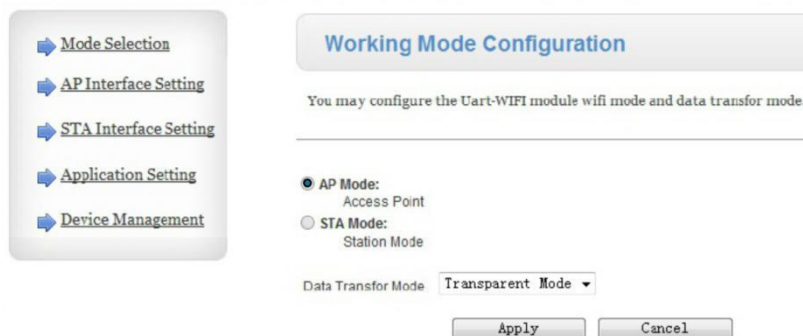 Mode Selection
AP Interface Setting
STA Interface Setting
Application Setting
Device Management
Working Mode Configuration
You may configure the Uart-WIFI module wifi mode and data transfor mode
AP Mode:
Access Point
STA Mode:
Station Mode
Data Transfor Mode Transparent Mode
Apply Cancel